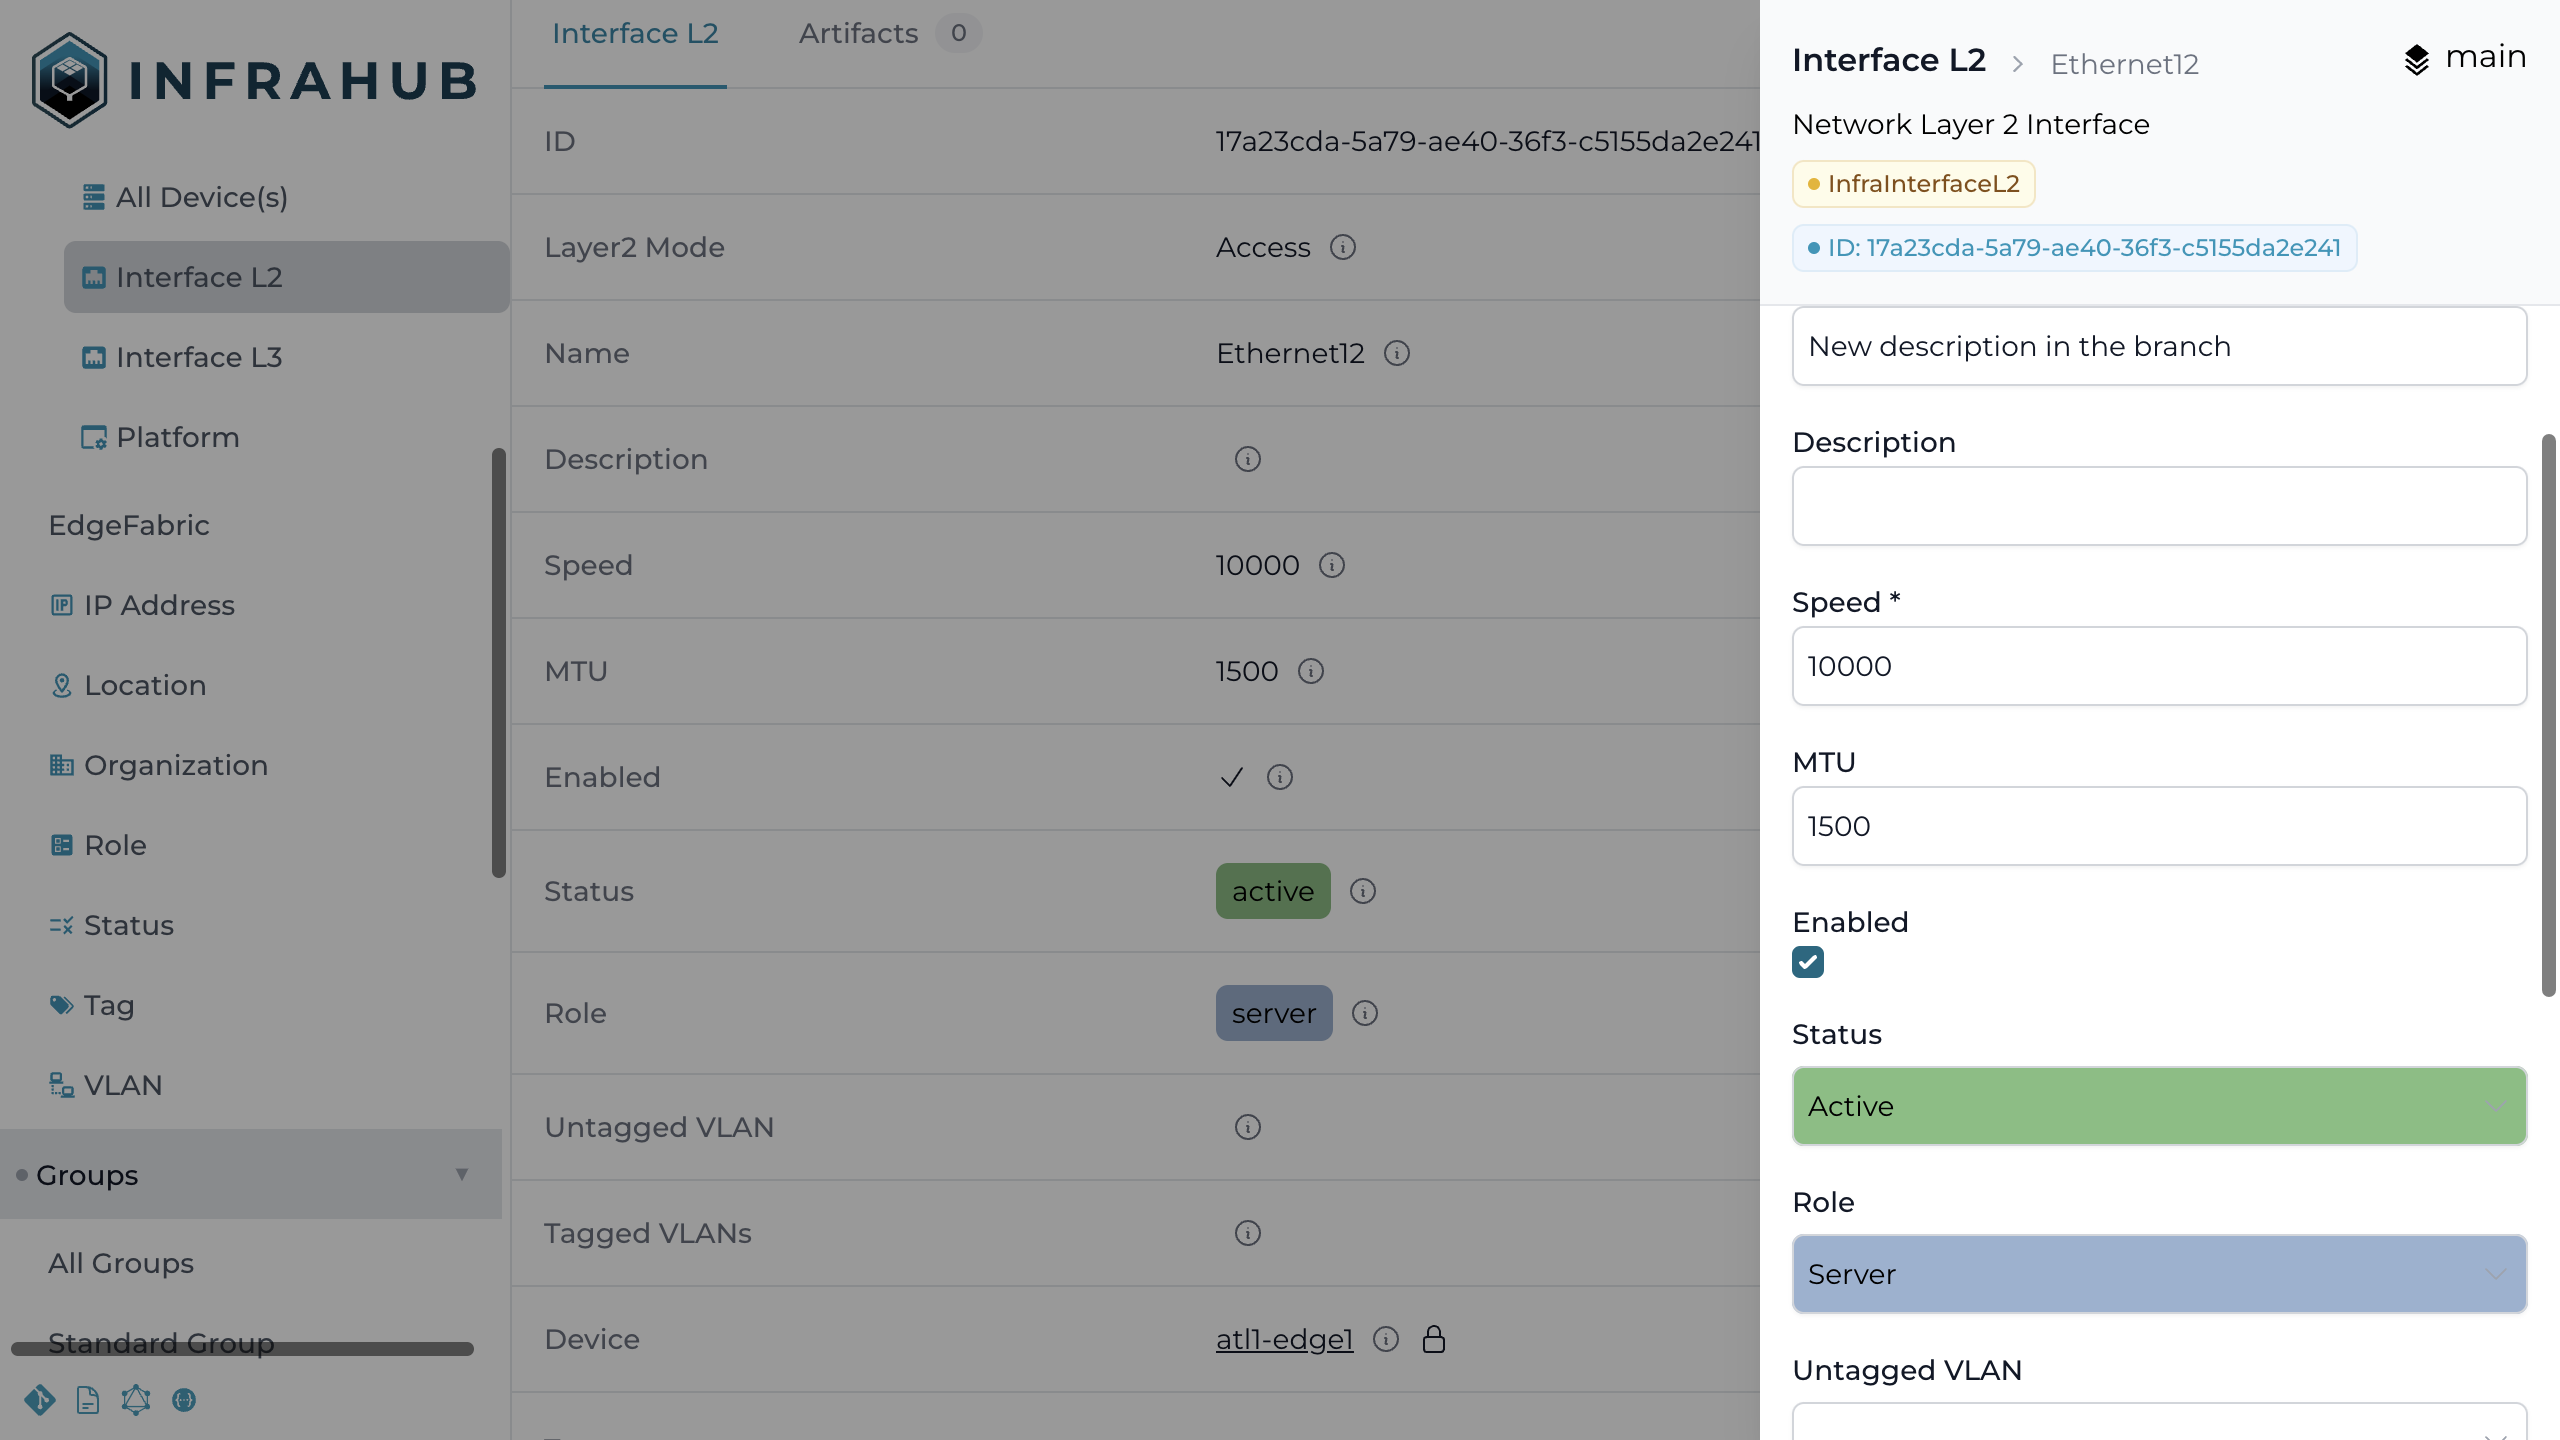 INFRAHUB
All Device(s)
Interface L2
Interface L3
Platform
EdgeFabric
IP Address
Location
Organization
Role
Status
Tag
VLAN
Groups
All Groups
Standard Group
Interface L2
Artifacts 0
ID 17a23cda-5a79-ae40-36f3-c5155da2e241
Layer2 Mode Access
Name Ethernet12
Description
Speed 10000
MTU 1500
Enabled
Status active
Role server
Untagged VLAN
Tagged VLANs
Device atl1-edge1
Interface L2 > Ethernet12
main
Network Layer 2 Interface
InfraInterfaceL2
ID: 17a23cda-5a79-ae40-36f3-c5155da2e241
New description in the branch
Description
Speed *
10000
MTU
1500
Enabled
Status
Active
Role
Server
Untagged VLAN